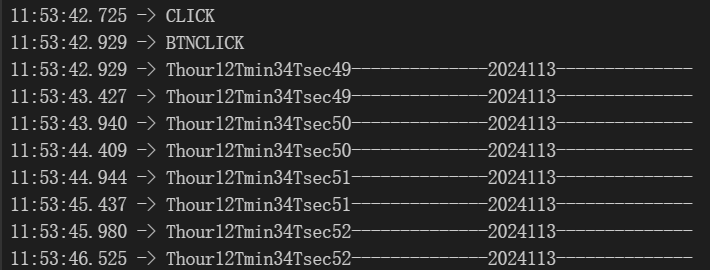 11:53:42.725 -> CLICK
11:53:42.929 -> BTNCLICK
11:53:42.929 -> Thour12Tmin34Tsec49--------------2024113--------------
11:53:43.427 -> Thour12Tmin34Tsec49--------------2024113--------------
11:53:43.940 -> Thour12Tmin34Tsec50--------------2024113--------------
11:53:44.409 -> Thour12Tmin34Tsec50--------------2024113--------------
11:53:44.944 -> Thour12Tmin34Tsec51--------------2024113--------------
11:53:45.437 -> Thour12Tmin34Tsec51--------------2024113--------------
11:53:45.980 -> Thour12Tmin34Tsec52--------------2024113--------------
11:53:46.525 -> Thour12Tmin34Tsec52--------------2024113--------------